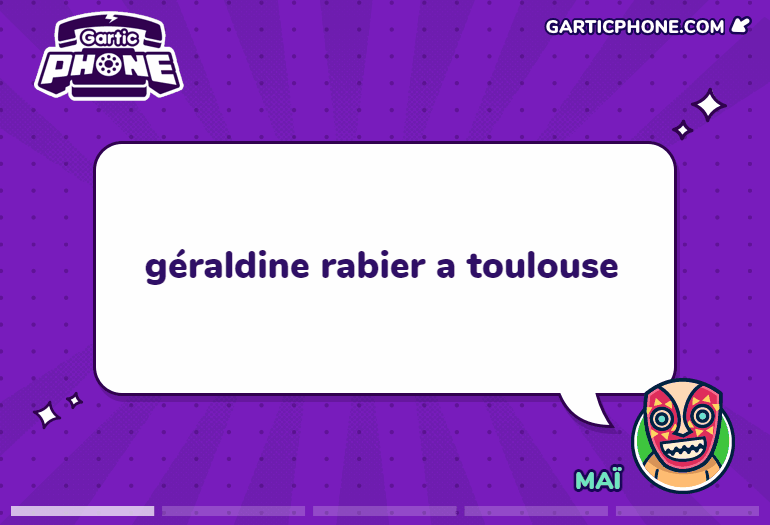 Gartic
PHONE
GARTICPHONE.COM
géraldine rabier a toulouse
MAÏ